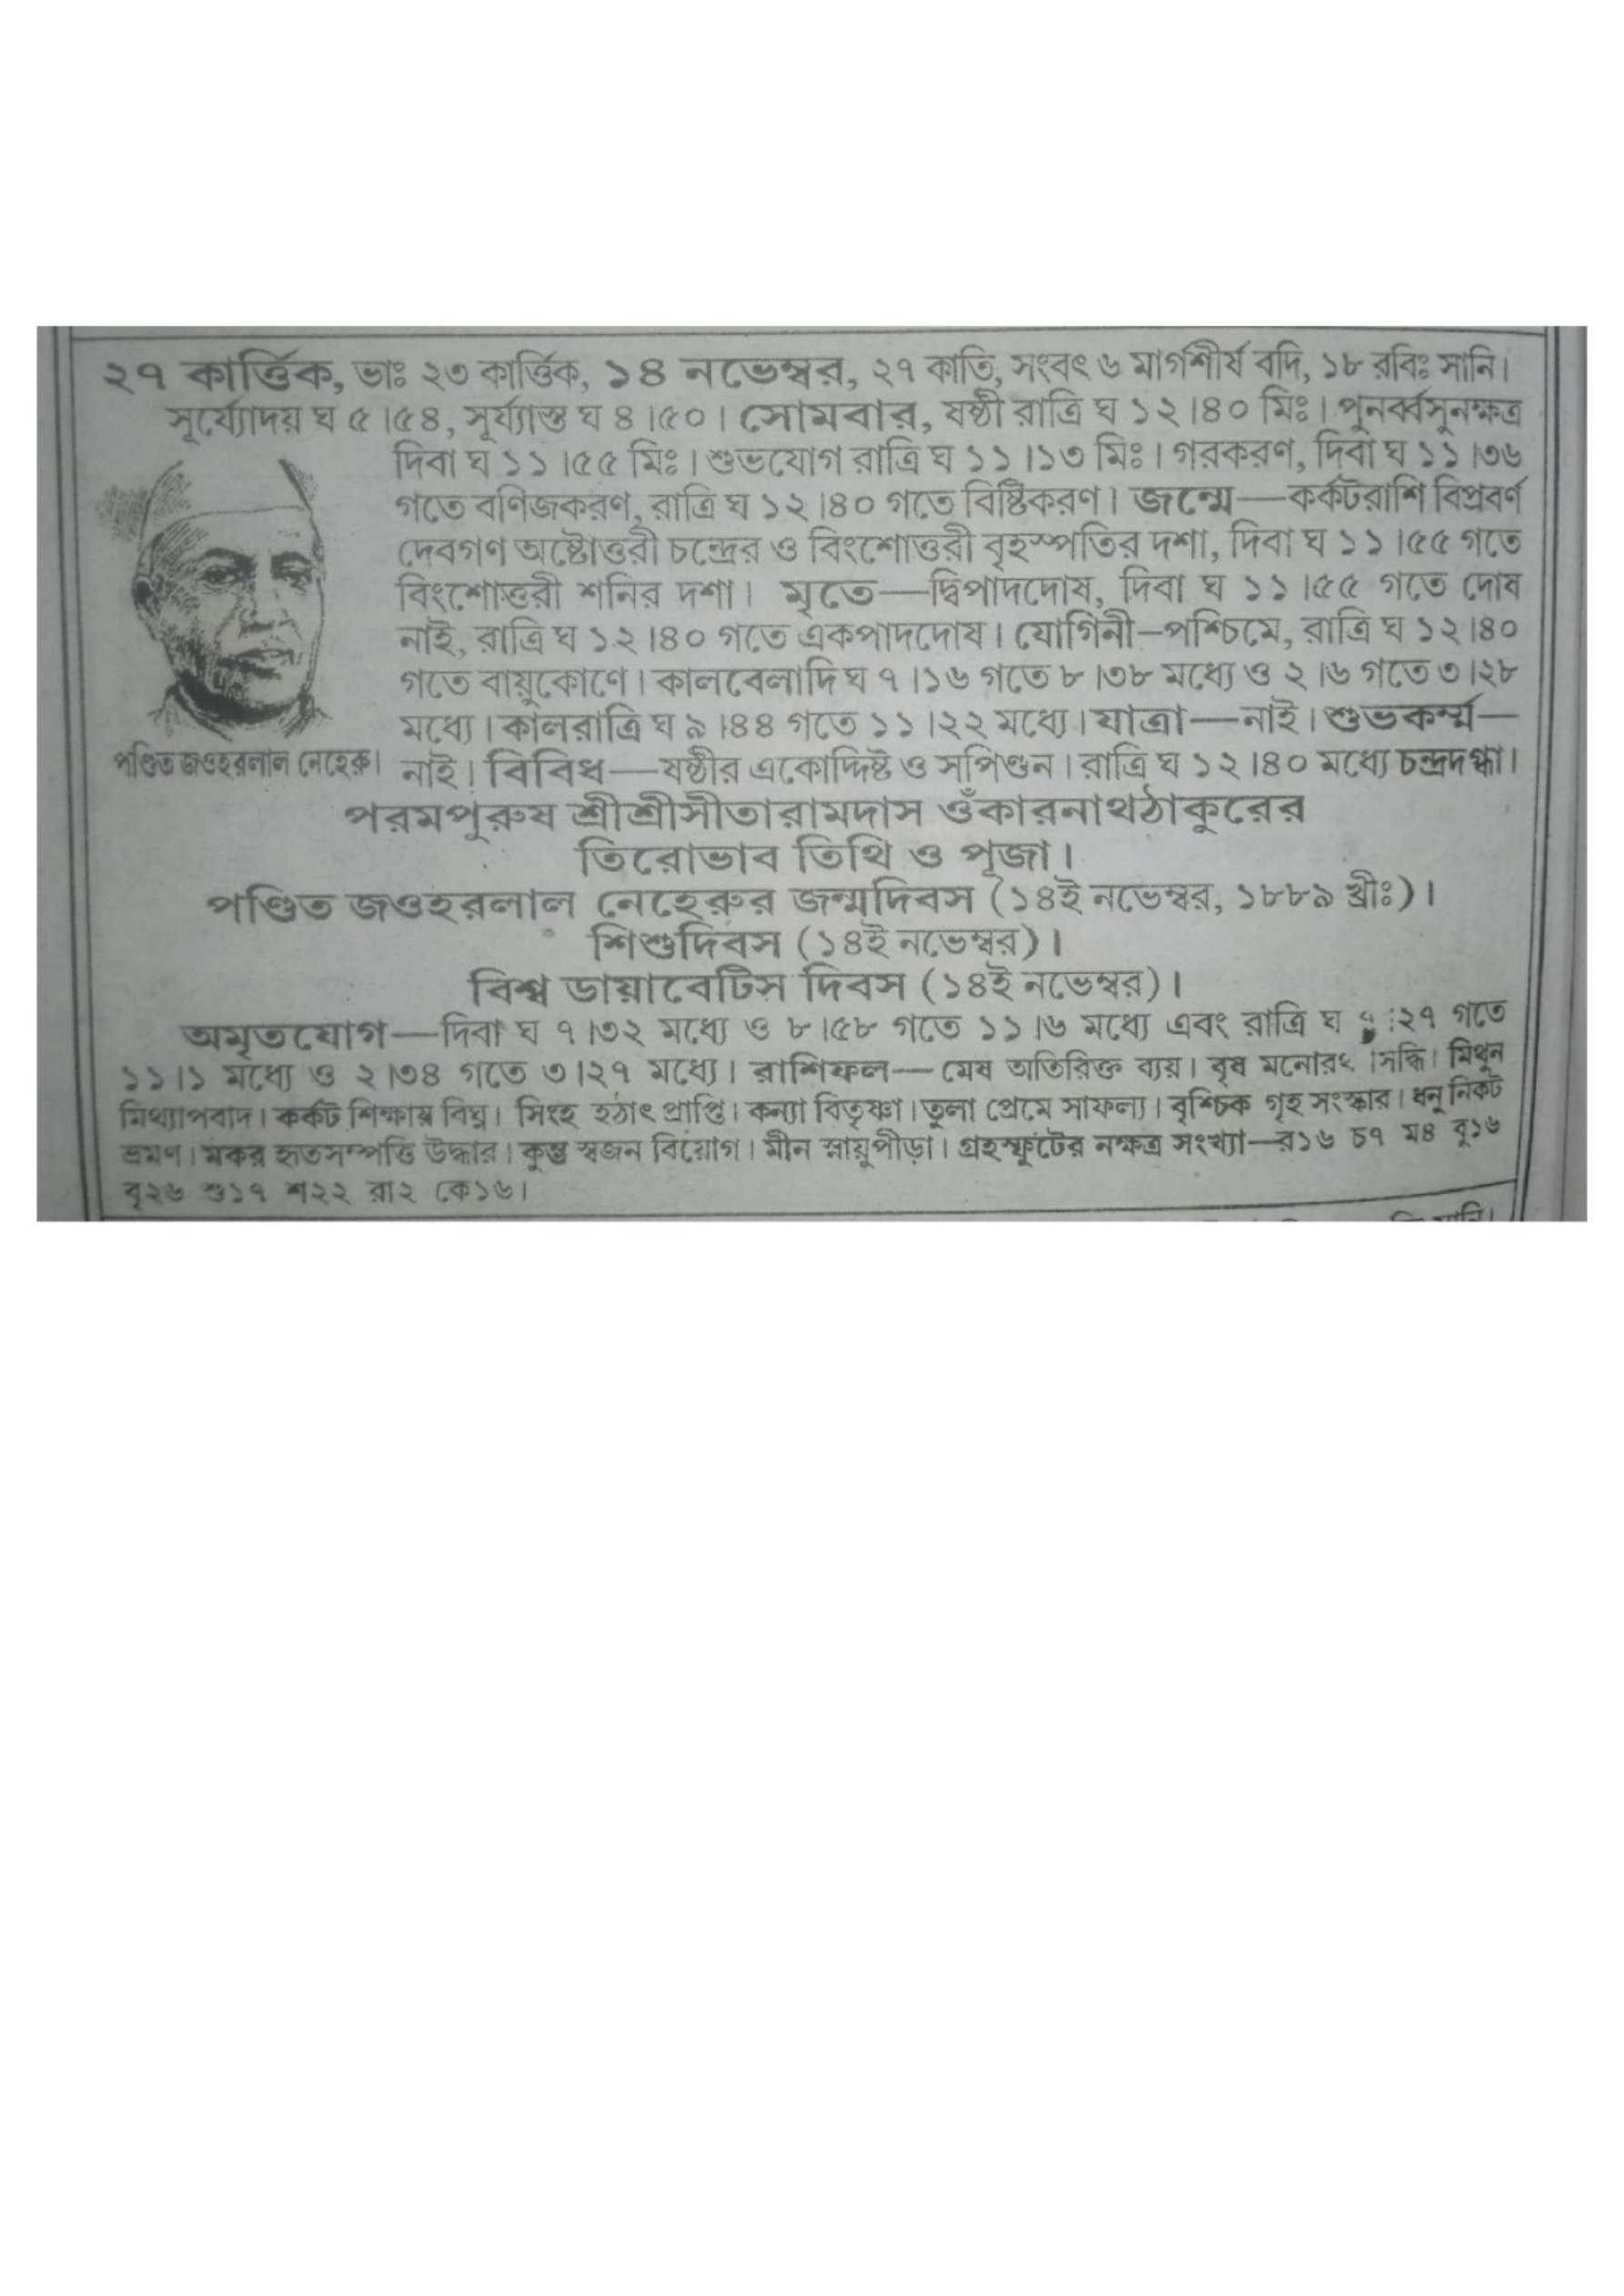 ২৭ কার্ত্তিক, ভাঃ ২৩ কার্ত্তিক, ১৪ নভেম্বর, ২৭ কাতি, সংবৎ ৬ মার্গশীর্ষ বদি, ১৮ রবিঃ সানি।
সূর্য্যোদয় ঘ ৫।৫৪, সূর্য্যাস্ত ঘ ৪।৫০। সোমবার, ষষ্ঠী রাত্রি ঘ ১২।৪০ মিঃ। পুনর্ব্বসুনক্ষত্র
দিবা ঘ ১১।৫৫ মিঃ। শুভযোগ রাত্রি ঘ ১১।১৩ মিঃ। গরকরণ, দিবা ঘ ১১।৩৬
গতে বণিজকরণ, রাত্রি ঘ ১২।৪০ গতে বিষ্টিকরণ। জন্মে—কর্কটরাশি বিপ্রবর্ণ
দেবগণ অষ্টোত্তরী চন্দ্রের ও বিংশোত্তরী বৃহস্পতির দশা, দিবা ঘ ১১।৫৫ গতে
বিংশোত্তরী শনির দশা। মৃতে—দ্বিপাদদোষ, দিবা ঘ ১১।৫৫ গতে দোষ
নাই, রাত্রি ঘ ১২।৪০ গতে একপাদদোষ। যোগিনী—পশ্চিমে, রাত্রি ঘ ১২।৪০
গতে বায়ুকোণে। কালবেলাদি ঘ ৭।১৬ গতে ৮।৩৮ মধ্যে ও ২।৬ গতে ৩।২৮
মধ্যে। কালরাত্রি ঘ ৯।৪৪ গতে ১১।২২ মধ্যে। যাত্রা—নাই। শুভকর্ম্ম—
পণ্ডিত জওহরলাল নেহেরু।
নাই। বিবিধ—ষষ্ঠীর একোদ্দিষ্ট ও সপিণ্ডন। রাত্রি ঘ ১২।৪০ মধ্যে চন্দ্রদগ্ধা।
পরমপুরুষ শ্রীশ্রীসীতারামদাস ওঁকারনাথঠাকুরের
তিরোভাব তিথি ও পূজা।
পণ্ডিত জওহরলাল নেহেরুর জন্মদিবস (১৪ই নভেম্বর, ১৮৮৯ খ্রীঃ)।
শিশুদিবস (১৪ই নভেম্বর)।
বিশ্ব ডায়াবেটিস দিবস (১৪ই নভেম্বর)।
অমৃতযোগ—দিবা ঘ ৭।৩২ মধ্যে ও ৮।৫৮ গতে ১১।৬ মধ্যে এবং রাত্রি ঘ ৭।২৭ গতে
১১।১ মধ্যে ও ২।৩৪ গতে ৩।২৭ মধ্যে। রাশিফল—মেষ অতিরিক্ত ব্যয়। বৃষ সিদ্ধি। মিথুন
মিথ্যাপবাদ। কর্কট শিক্ষায় বিঘ্ন। সিংহ হঠাৎ প্রাপ্তি। কন্যা বিতৃষ্ণা। তুলা প্রেমে সাফল্য। বৃশ্চিক গৃহ সংস্কার। ধনু নিকট
ভ্রমণ। মকর হৃতসম্পত্তি উদ্ধার। কুম্ভ স্বজন বিয়োগ। মীন স্নায়ুপীড়া। গ্রহস্ফুটের নক্ষত্র সংখ্যা—র১৬ চ৭ ম৪ বু১৬
বৃ২৬ শু১৭ শ২২ রা২ কে১৬।